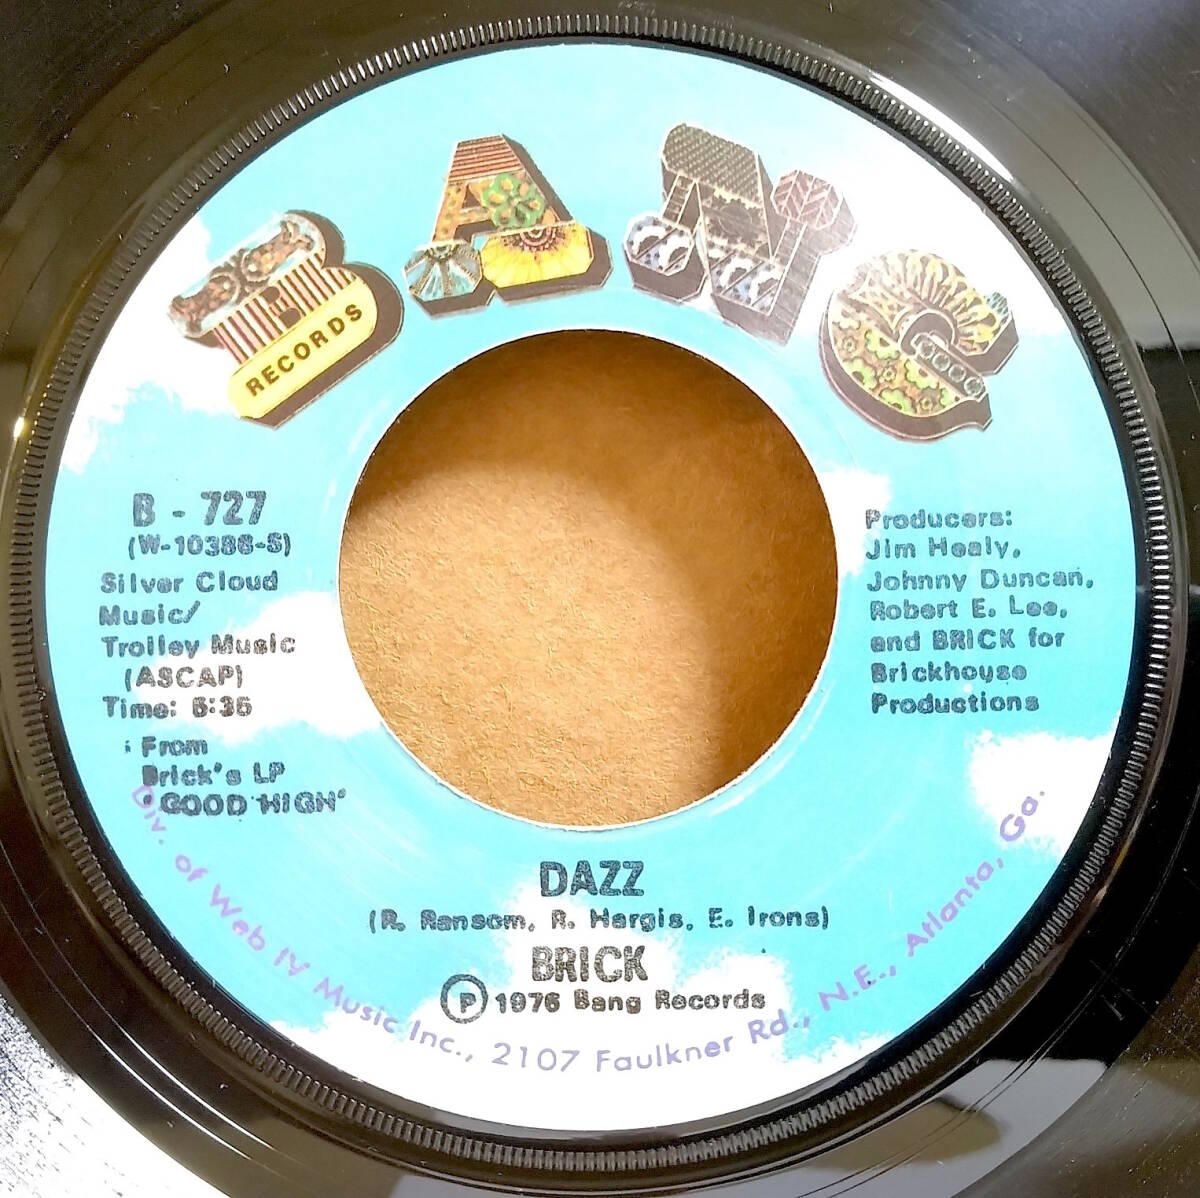 BANG
RECORDS
B - 727
(W-10386-S)
Silver Cloud
Music/
Trolley Music
(ASCAP)
Time: 5:35
From
Brick's LP
"GOOD HIGH"
Producers:
Jim Healy,
Johnny Duncan,
Robert E. Lee,
and BRICK for
Brickhouse
Productions
DAZZ
(R. Ransom, R. Hargis, E. Irons)
BRICK
Ⓟ 1976 Bang Records
Div. of Web IV Music Inc., 2107 Faulkner Rd., N.E., Atlanta, Ga.